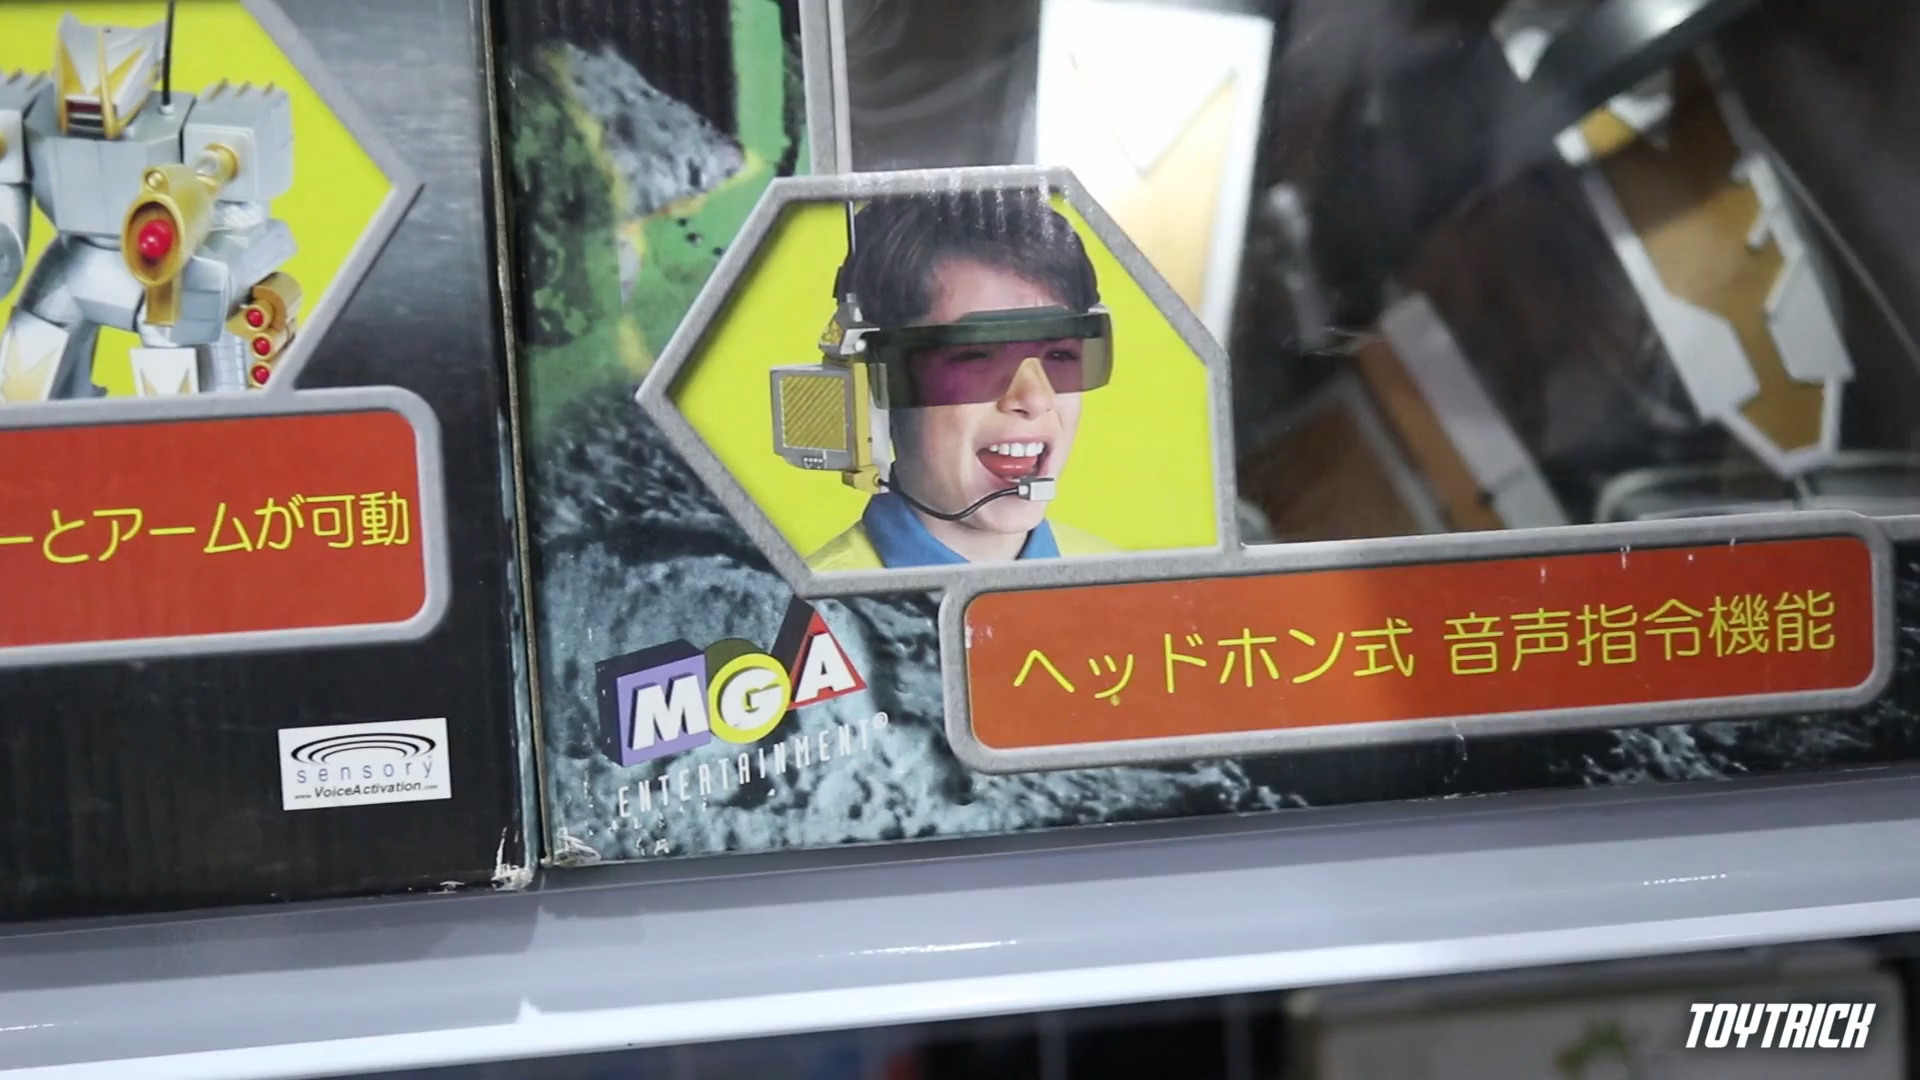 ーとアームが可動
sensory
www.VoiceActivation.com
MGA
ENTERTAINMENT®
ヘッドホン式 音声指令機能
TOYTRICK